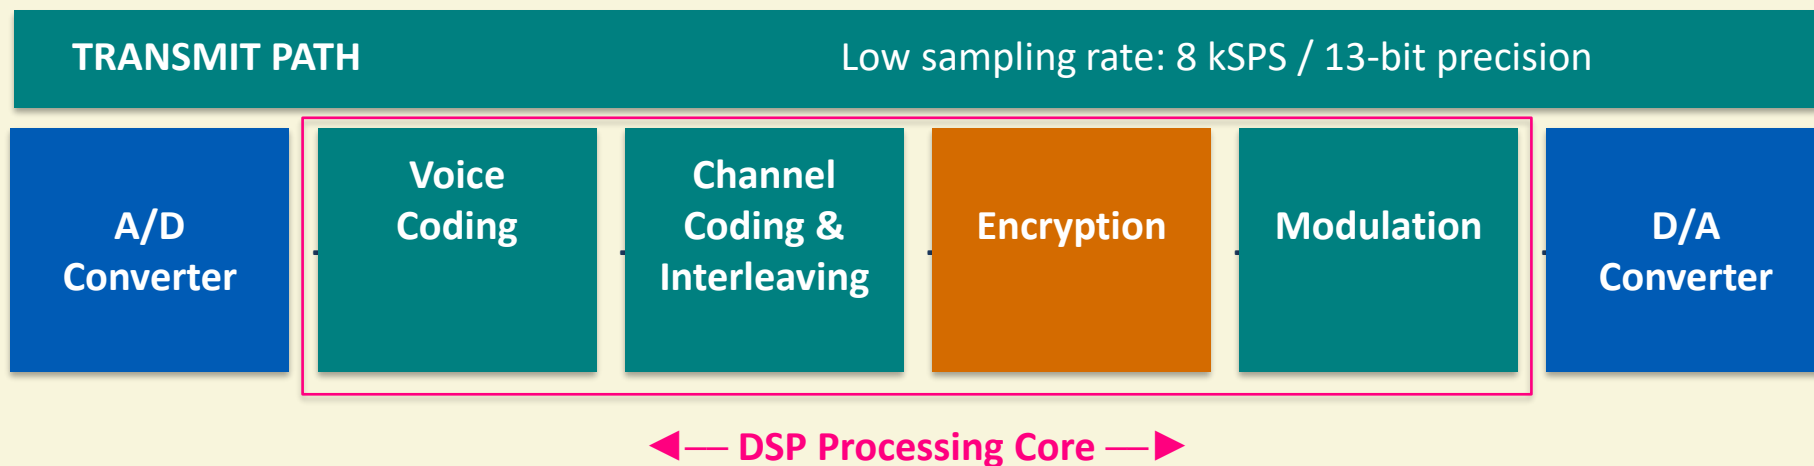 TRANSMIT PATH
Low sampling rate: 8 kSPS / 13-bit precision
A/D
Converter
Voice
Coding
Channel
Coding &
Interleaving
Encryption
Modulation
D/A
Converter
◄── DSP Processing Core ──►